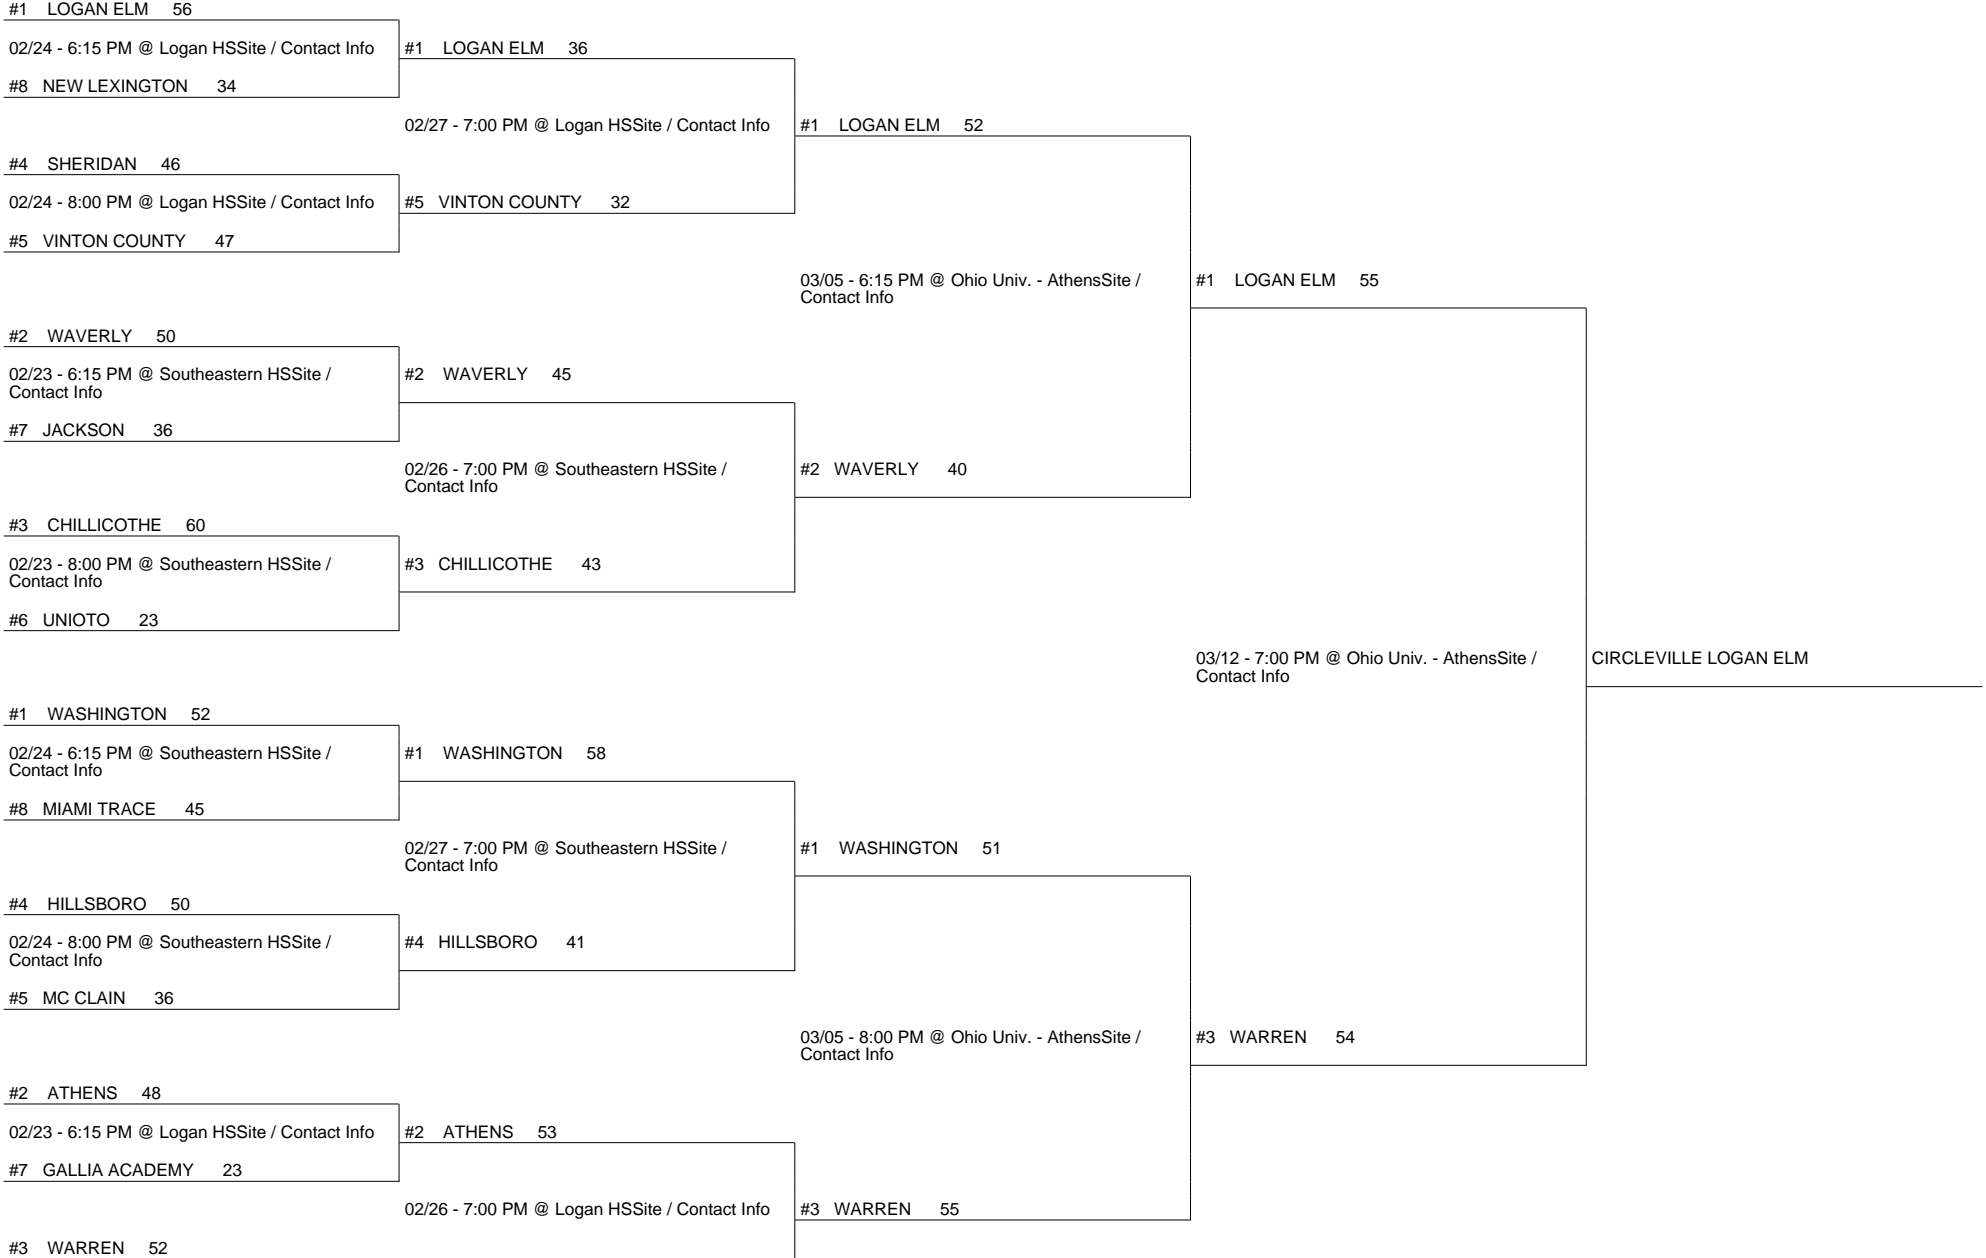 #1 LOGAN ELM 56
02/24 - 6:15 PM @ Logan HSSite / Contact Info
#1 LOGAN ELM 36
#8 NEW LEXINGTON 34
02/27 - 7:00 PM @ Logan HSSite / Contact Info
#1 LOGAN ELM 52
#4 SHERIDAN 46
02/24 - 8:00 PM @ Logan HSSite / Contact Info
#5 VINTON COUNTY 32
#5 VINTON COUNTY 47
03/05 - 6:15 PM @ Ohio Univ. - AthensSite /
Contact Info
#1 LOGAN ELM 55
#2 WAVERLY 50
02/23 - 6:15 PM @ Southeastern HSSite /
Contact Info
#2 WAVERLY 45
#7 JACKSON 36
02/26 - 7:00 PM @ Southeastern HSSite /
Contact Info
#2 WAVERLY 40
#3 CHILLICOTHE 60
02/23 - 8:00 PM @ Southeastern HSSite /
Contact Info
#3 CHILLICOTHE 43
#6 UNIOTO 23
03/12 - 7:00 PM @ Ohio Univ. - AthensSite /
Contact Info
CIRCLEVILLE LOGAN ELM
#1 WASHINGTON 52
02/24 - 6:15 PM @ Southeastern HSSite /
Contact Info
#1 WASHINGTON 58
#8 MIAMI TRACE 45
02/27 - 7:00 PM @ Southeastern HSSite /
Contact Info
#1 WASHINGTON 51
#4 HILLSBORO 50
02/24 - 8:00 PM @ Southeastern HSSite /
Contact Info
#4 HILLSBORO 41
#5 MC CLAIN 36
03/05 - 8:00 PM @ Ohio Univ. - AthensSite /
Contact Info
#3 WARREN 54
#2 ATHENS 48
02/23 - 6:15 PM @ Logan HSSite / Contact Info
#2 ATHENS 53
#7 GALLIA ACADEMY 23
02/26 - 7:00 PM @ Logan HSSite / Contact Info
#3 WARREN 55
#3 WARREN 52